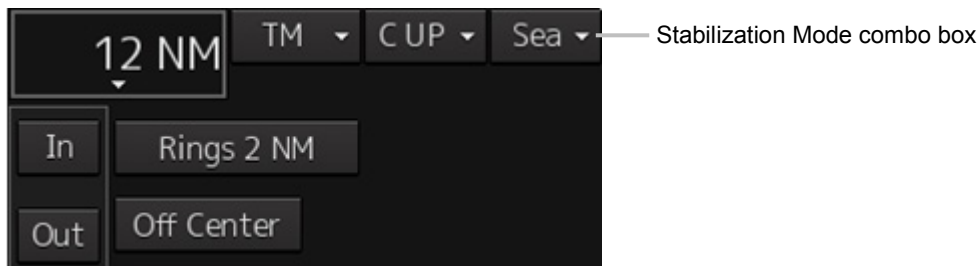 12 NM TM C UP Sea Stabilization Mode combo box
In Rings 2 NM
Out Off Center